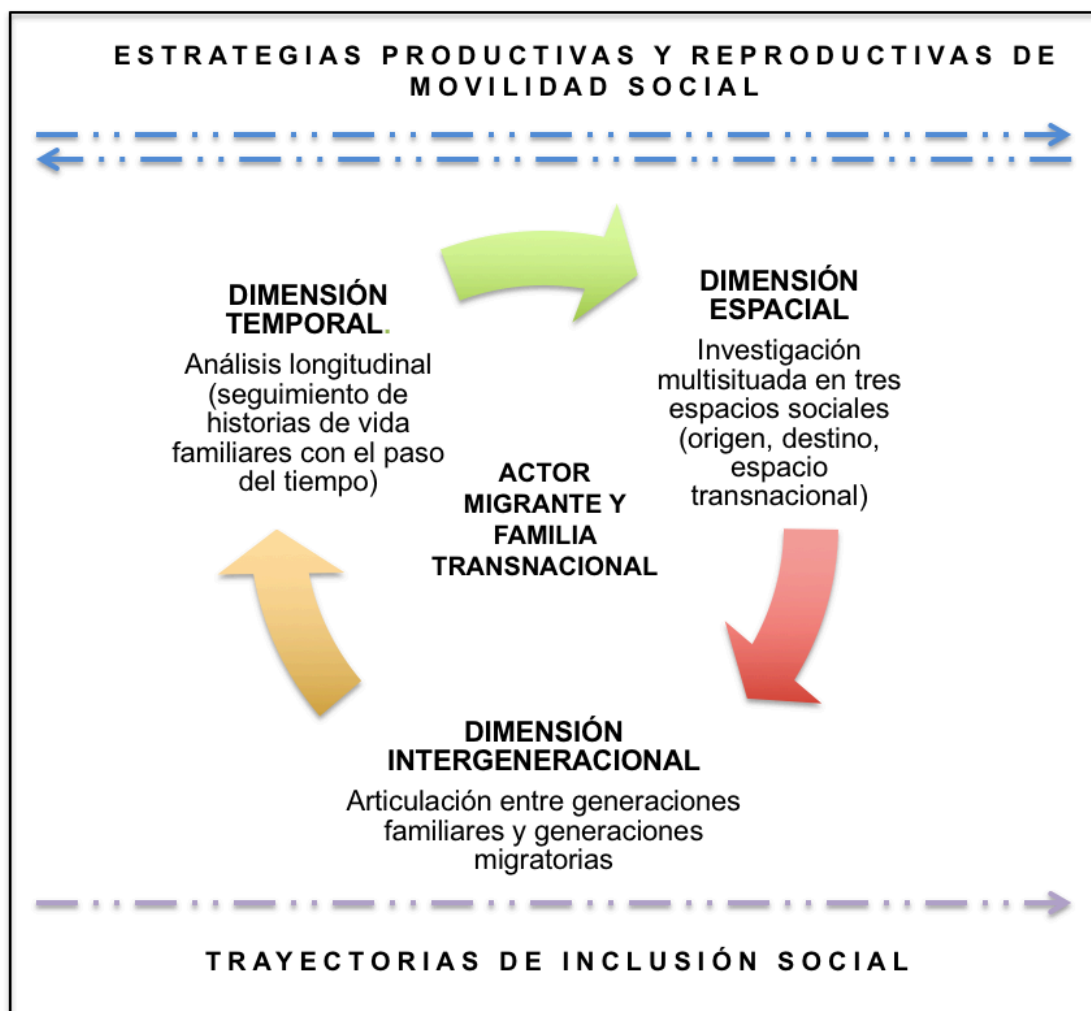 ESTRATEGIAS PRODUCTIVAS Y REPRODUCTIVAS DE
MOVILIDAD SOCIAL
DIMENSIÓN
TEMPORAL.
Análisis longitudinal
(seguimiento de
historias de vida
familiares con el paso
del tiempo)
DIMENSIÓN
ESPACIAL
Investigación
multisituada en tres
espacios sociales
(origen, destino,
espacio
transnacional)
ACTOR
MIGRANTE Y
FAMILIA
TRANSNACIONAL
DIMENSIÓN
INTERGENERACIONAL
Articulación entre generaciones
familiares y generaciones
migratorias
TRAYECTORIAS DE INCLUSIÓN SOCIAL